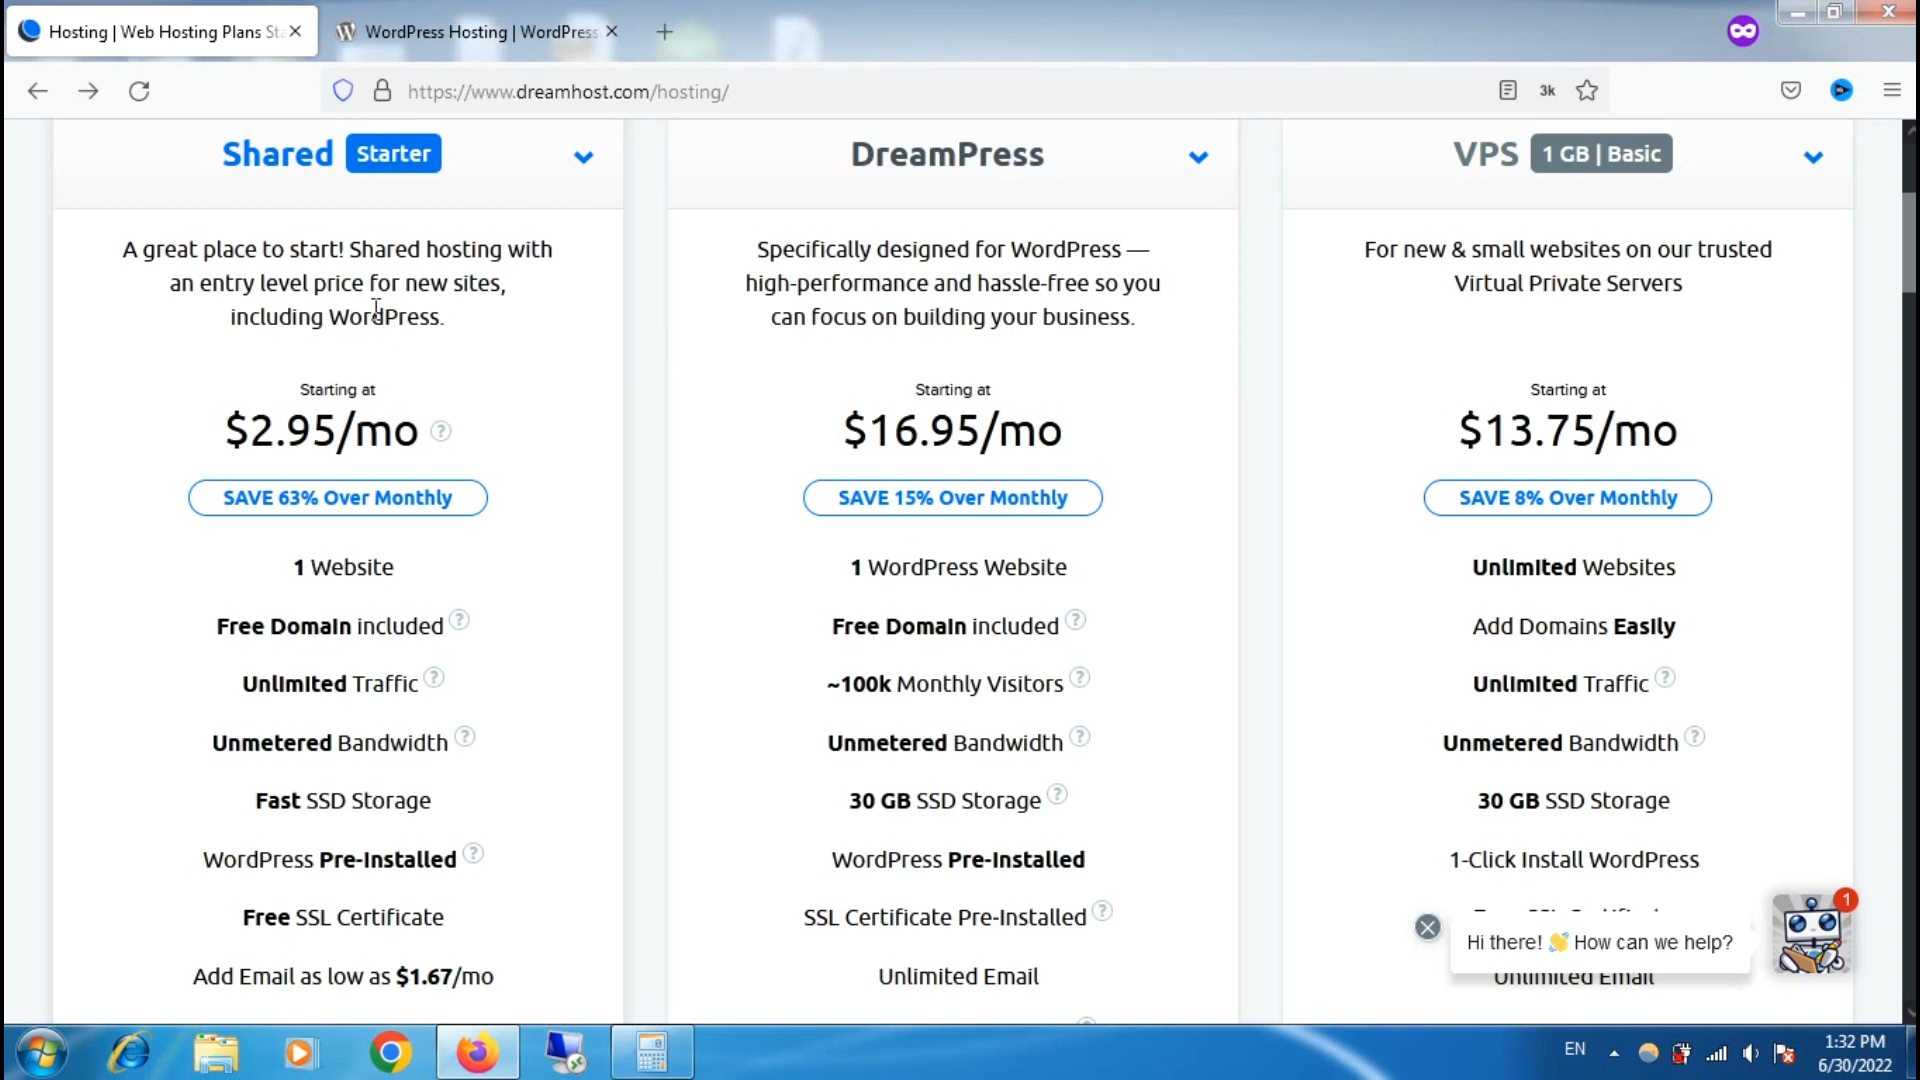 Hosting | Web Hosting Plans Sta
WordPress Hosting | WordPress
https://www.dreamhost.com/hosting/
3k
Shared Starter
A great place to start! Shared hosting with
an entry level price for new sites,
including WordPress.
Starting at
$2.95/mo ?
SAVE 63% Over Monthly
1 Website
Free Domain included ?
Unlimited Traffic ?
Unmetered Bandwidth ?
Fast SSD Storage
WordPress Pre-Installed ?
Free SSL Certificate
Add Email as low as $1.67/mo
DreamPress
Specifically designed for WordPress —
high-performance and hassle-free so you
can focus on building your business.
Starting at
$16.95/mo
SAVE 15% Over Monthly
1 WordPress Website
Free Domain included ?
~100k Monthly Visitors ?
Unmetered Bandwidth ?
30 GB SSD Storage ?
WordPress Pre-Installed
SSL Certificate Pre-Installed ?
Unlimited Email
VPS 1 GB | Basic
For new & small websites on our trusted
Virtual Private Servers
Starting at
$13.75/mo
SAVE 8% Over Monthly
Unlimited Websites
Add Domains Easily
Unlimited Traffic ?
Unmetered Bandwidth ?
30 GB SSD Storage
1-Click Install WordPress
Unlimited Email
Hi there! 👋 How can we help?
1
EN
1:32 PM
6/30/2022